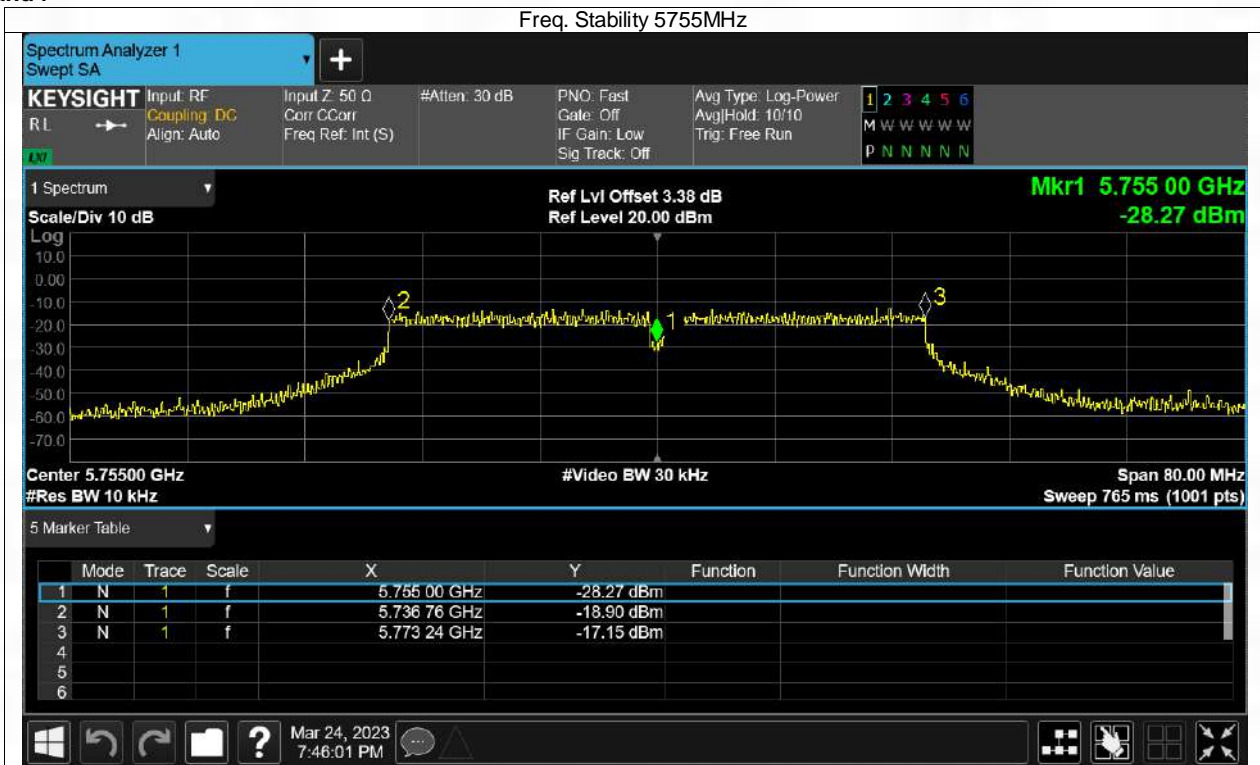 Freq. Stability 5755MHz
Spectrum Analyzer 1
Swept SA
+
KEYSIGHT Input: RF Input Z: 50 Ω #Atten: 30 dB PNO: Fast Avg Type: Log-Power 1 2 3 4 5 6
RL Coupling: DC Corr CCorr Gate: Off Avg|Hold: 10/10 M W W W W W
Align: Auto Freq Ref: Int (S) IF Gain: Low Trig: Free Run
LXI Sig Track: Off P N N N N N
1 Spectrum Ref Lvl Offset 3.38 dB Mkr1 5.755 00 GHz
Scale/Div 10 dB Ref Level 20.00 dBm -28.27 dBm
Log
10.0
0.00
-10.0
-20.0
-30.0
-40.0
-50.0
-60.0
-70.0
2
1
3
Center 5.75500 GHz #Video BW 30 kHz Span 80.00 MHz
#Res BW 10 kHz Sweep 765 ms (1001 pts)
5 Marker Table
Mode Trace Scale X Y Function Function Width Function Value
1 N 1 f 5.755 00 GHz -28.27 dBm
2 N 1 f 5.736 76 GHz -18.90 dBm
3 N 1 f 5.773 24 GHz -17.15 dBm
4
5
6
? Mar 24, 2023
7:46:01 PM